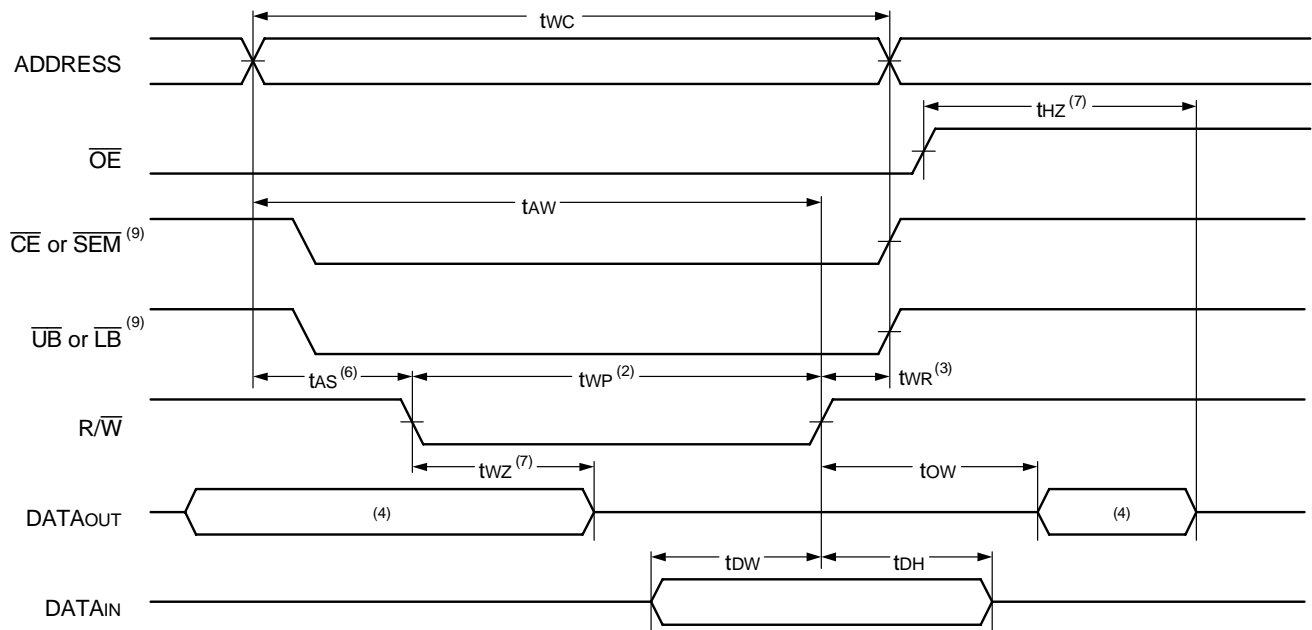 tWC
ADDRESS
tHZ (7)
OE
tAW
CE or SEM (9)
UB or LB (9)
tAS (6)
tWP (2)
tWR (3)
R/W
tWZ (7)
tOW
DATAOUT
(4)
(4)
tDW
tDH
DATAIN